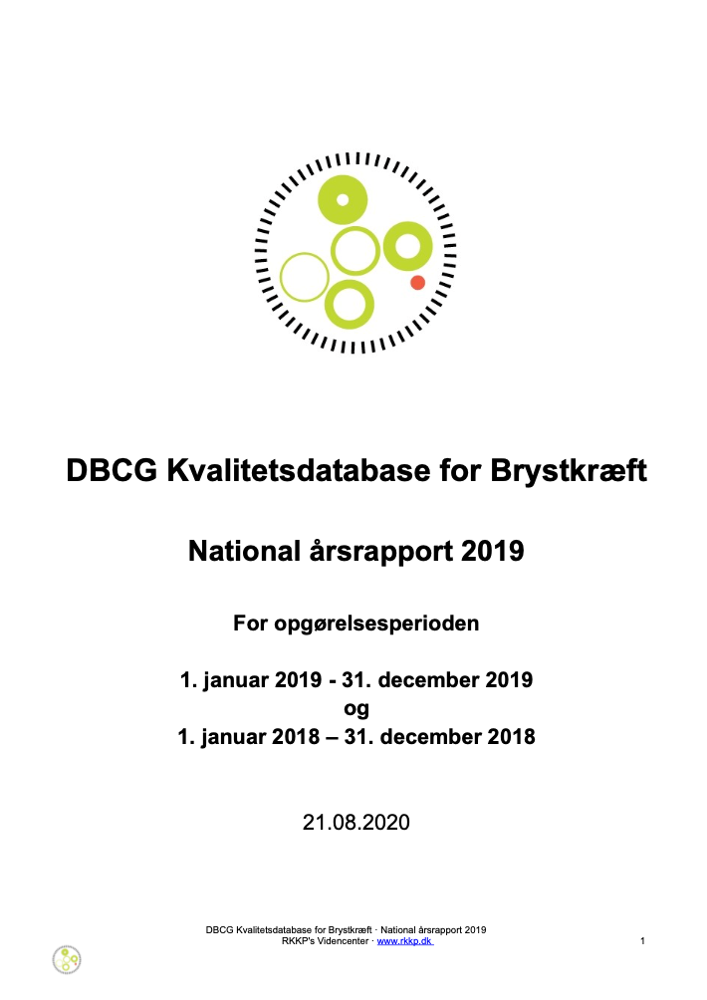 DBCG Kvalitetsdatabase for Brystkræft
National årsrapport 2019
For opgørelsesperioden
1. januar 2019 - 31. december 2019
og
1. januar 2018 – 31. december 2018
21.08.2020
DBCG Kvalitetsdatabase for Brystkræft · National årsrapport 2019
RKKP's Videncenter · www.rkkp.dk 1